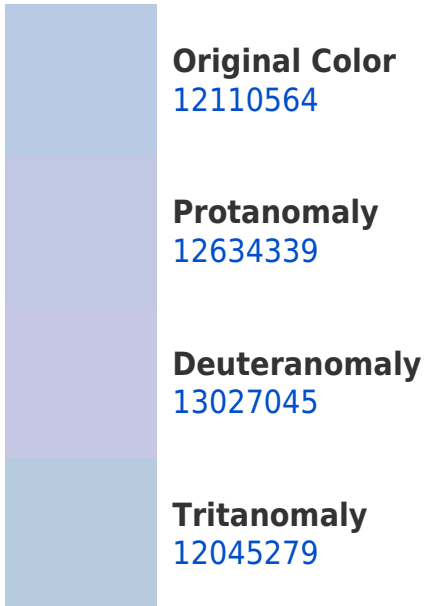 Original Color
12110564
Protanomaly
12634339
Deuteranomaly
13027045
Tritanomaly
12045279